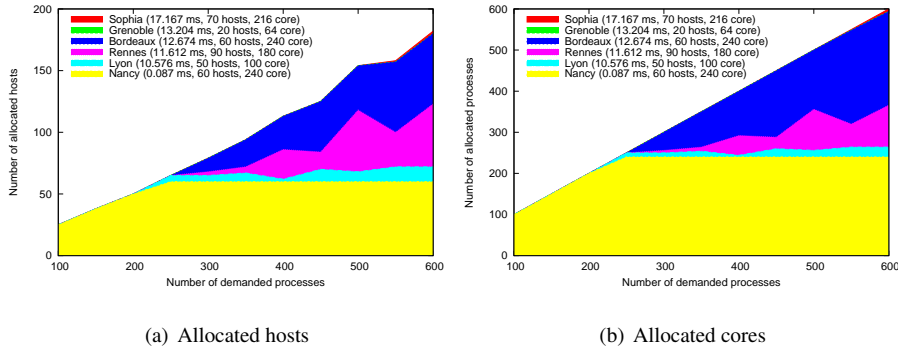 200
150
100
50
0
Number of allocated hosts
Sophia (17.167 ms, 70 hosts, 216 core)
Grenoble (13.204 ms, 20 hosts, 64 core)
Bordeaux (12.674 ms, 60 hosts, 240 core)
Rennes (11.612 ms, 90 hosts, 180 core)
Lyon (10.576 ms, 50 hosts, 100 core)
Nancy (0.087 ms, 60 hosts, 240 core)
100 200 300 400 500 600
Number of demanded processes
(a) Allocated hosts
600
500
400
300
200
100
0
Number of allocated processes
Sophia (17.167 ms, 70 hosts, 216 core)
Grenoble (13.204 ms, 20 hosts, 64 core)
Bordeaux (12.674 ms, 60 hosts, 240 core)
Rennes (11.612 ms, 90 hosts, 180 core)
Lyon (10.576 ms, 50 hosts, 100 core)
Nancy (0.087 ms, 60 hosts, 240 core)
100 200 300 400 500 600
Number of demanded processes
(b) Allocated cores